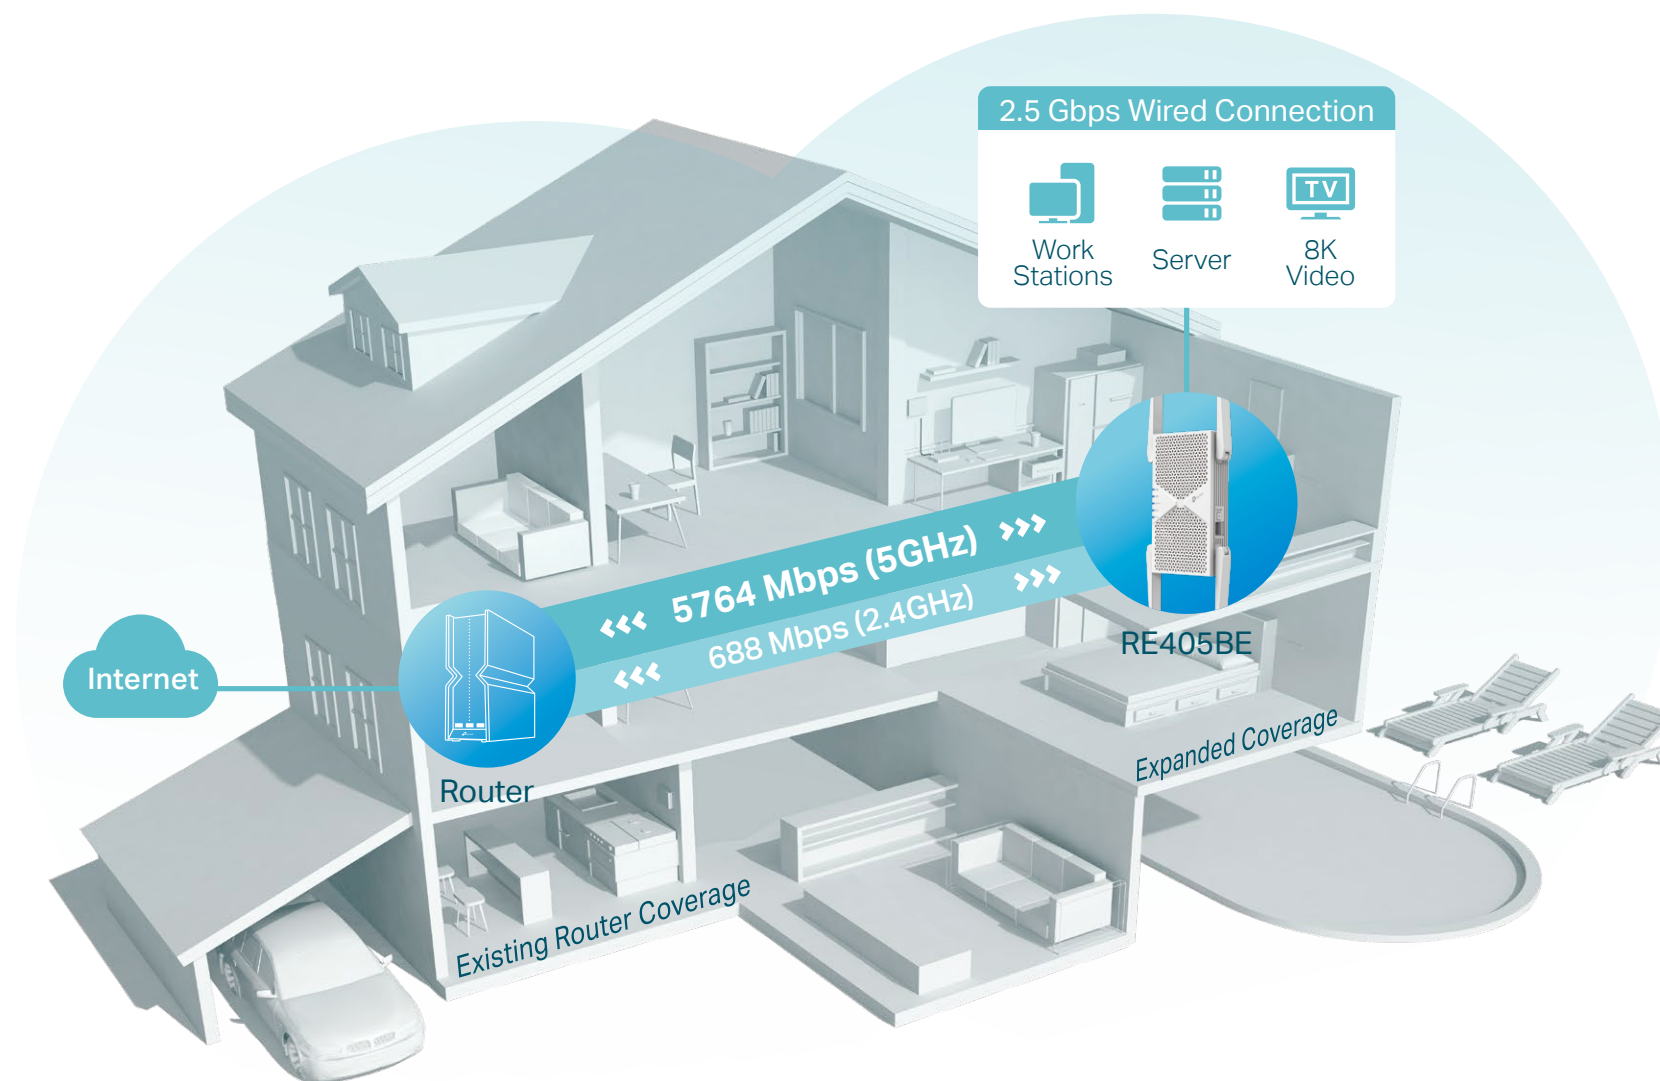 2.5 Gbps Wired Connection
TV
Work
Stations
Server
8K
Video
5764 Mbps (5GHz)
688 Mbps (2.4GHz)
RE405BE
Internet
Router
Expanded Coverage
Existing Router Coverage